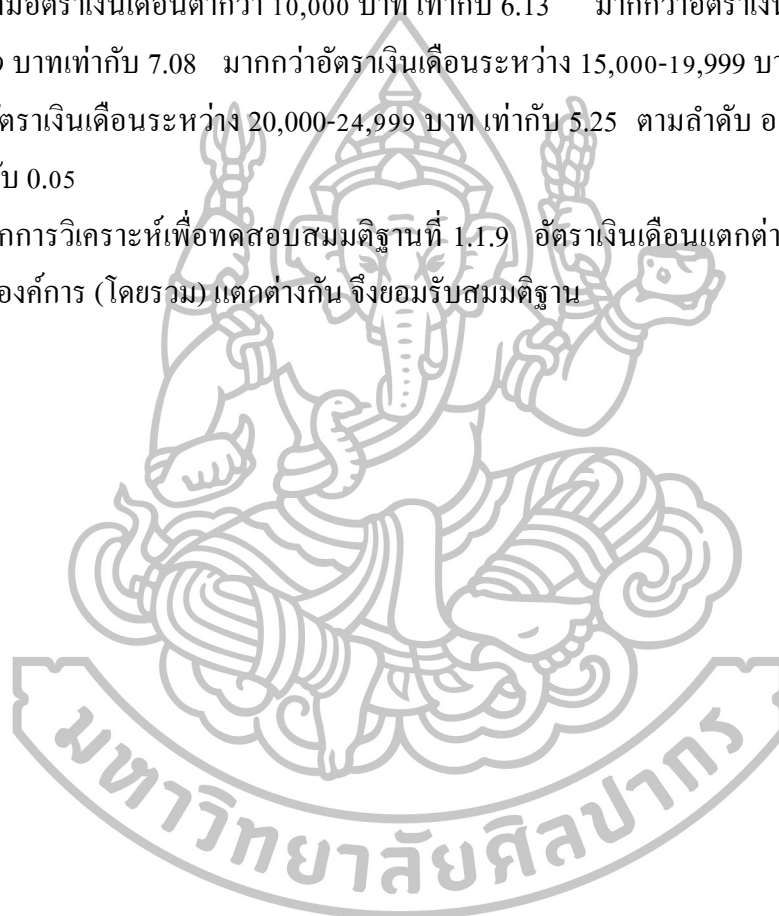 อัตราเงินเดือนต่ำกว่า 10,000 บาท เท่ากับ 6.13 มากกว่าอัตราเงิน
บาทเท่ากับ 7.08 มากกว่าอัตราเงินเดือนระหว่าง 15,000-19,999
อัตราเงินเดือนระหว่าง 20,000-24,999 บาท เท่ากับ 5.25 ตามลำดับ
0.05
การวิเคราะห์เพื่อทดสอบสมมติฐานที่ 1.1.9 อัตราเงินเดือนแตกต่า
องค์การ (โดยรวม) แตกต่างกัน จึงยอมรับสมมติฐาน
มหาวิทยาลัยศิลปากร